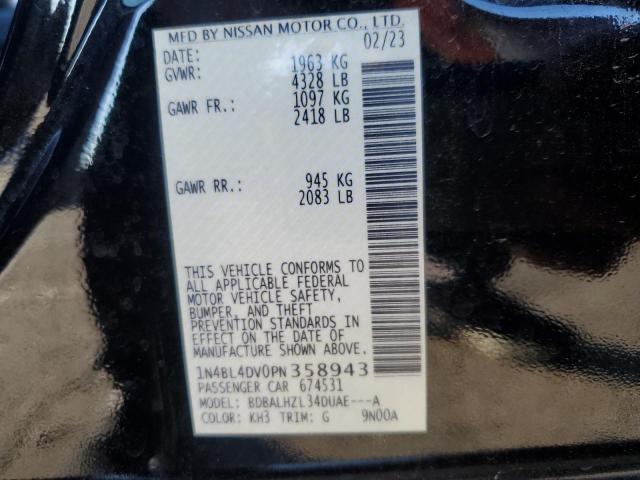 MFD BY NISSAN MOTOR CO., LTD.
DATE: 02/23
GVWR: 1963 KG
4328 LB
GAWR FR.: 1097 KG
2418 LB
GAWR RR.: 945 KG
2083 LB
THIS VEHICLE CONFORMS TO
ALL APPLICABLE FEDERAL
MOTOR VEHICLE SAFETY,
BUMPER, AND THEFT
PREVENTION STANDARDS IN
EFFECT ON THE DATE OF
MANUFACTURE SHOWN ABOVE.
1N4BL4DV0PN358943
PASSENGER CAR 674531
MODEL: BDBALHZL34DUAE---A
COLOR: KH3 TRIM: G 9N00A